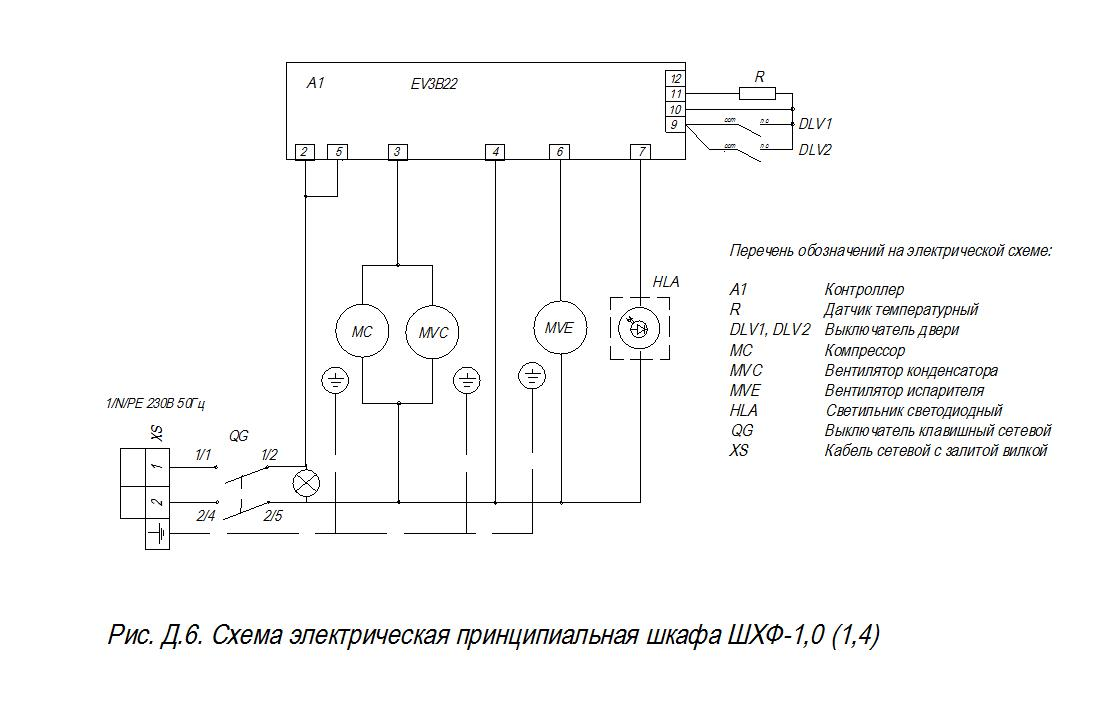 A1
EV3B22
12
11
10
9
R
com
n.o
DLV1
com
n.o
DLV2
2
5
3
4
6
7
Перечень обозначений на электрической схеме:
A1 Контроллер
R Датчик температурный
DLV1, DLV2 Выключатель двери
MC Компрессор
MVC Вентилятор конденсатора
MVE Вентилятор испарителя
HLA Светильник светодиодный
QG Выключатель клавишный сетевой
XS Кабель сетевой с залитой вилкой
HLA
MC
MVC
MVE
1/N/PE 230В 50Гц
XS
QG
1
1/1
1/2
2
2/4
2/5
Рис. Д.6. Схема электрическая принципиальная шкафа ШХФ-1,0 (1,4)